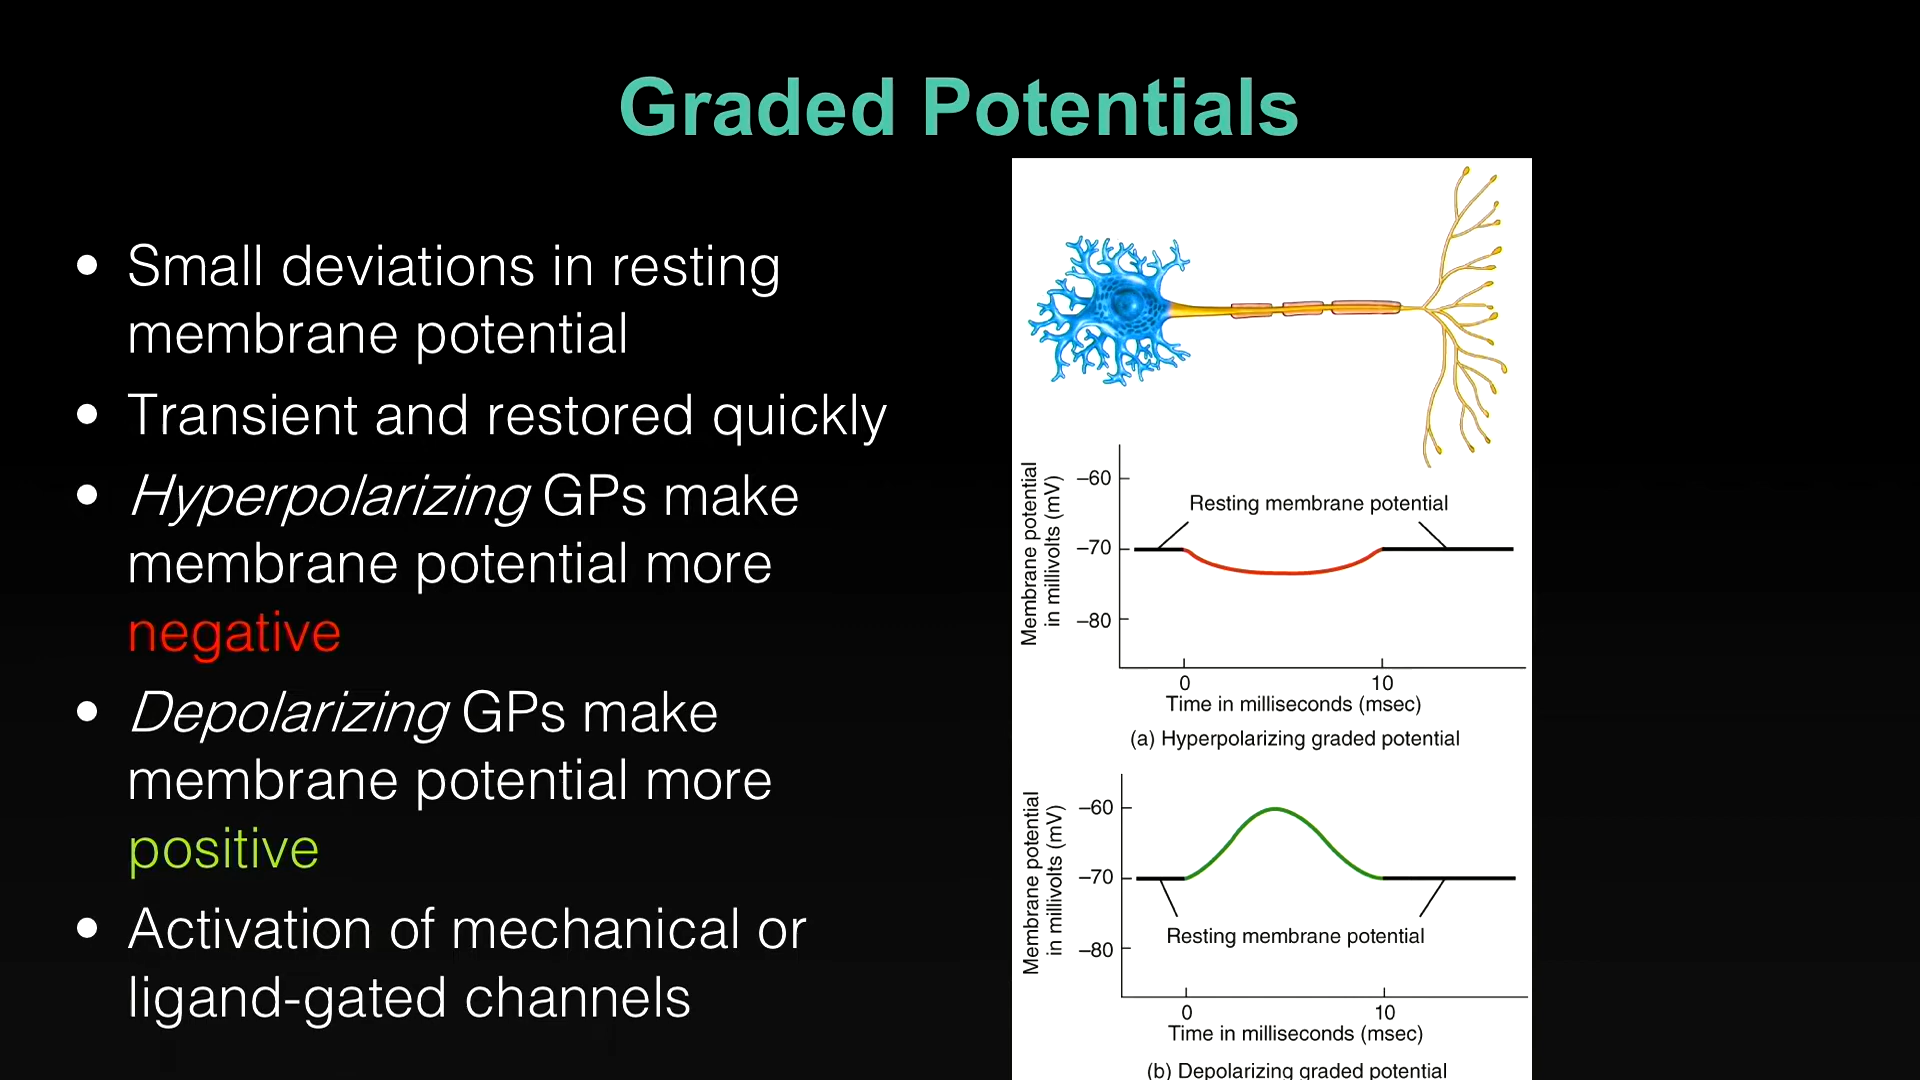 Graded Potentials
• Small deviations in resting
membrane potential
• Transient and restored quickly
• Hyperpolarizing GPs make
membrane potential more
negative
• Depolarizing GPs make
membrane potential more
positive
• Activation of mechanical or
ligand-gated channels
Membrane potential
in millivolts (mV)
–60
–70
–80
Resting membrane potential
0 10
Time in milliseconds (msec)
(a) Hyperpolarizing graded potential
Membrane potential
in millivolts (mV)
–60
–70
–80
Resting membrane potential
0 10
Time in milliseconds (msec)
(b) Depolarizing graded potential